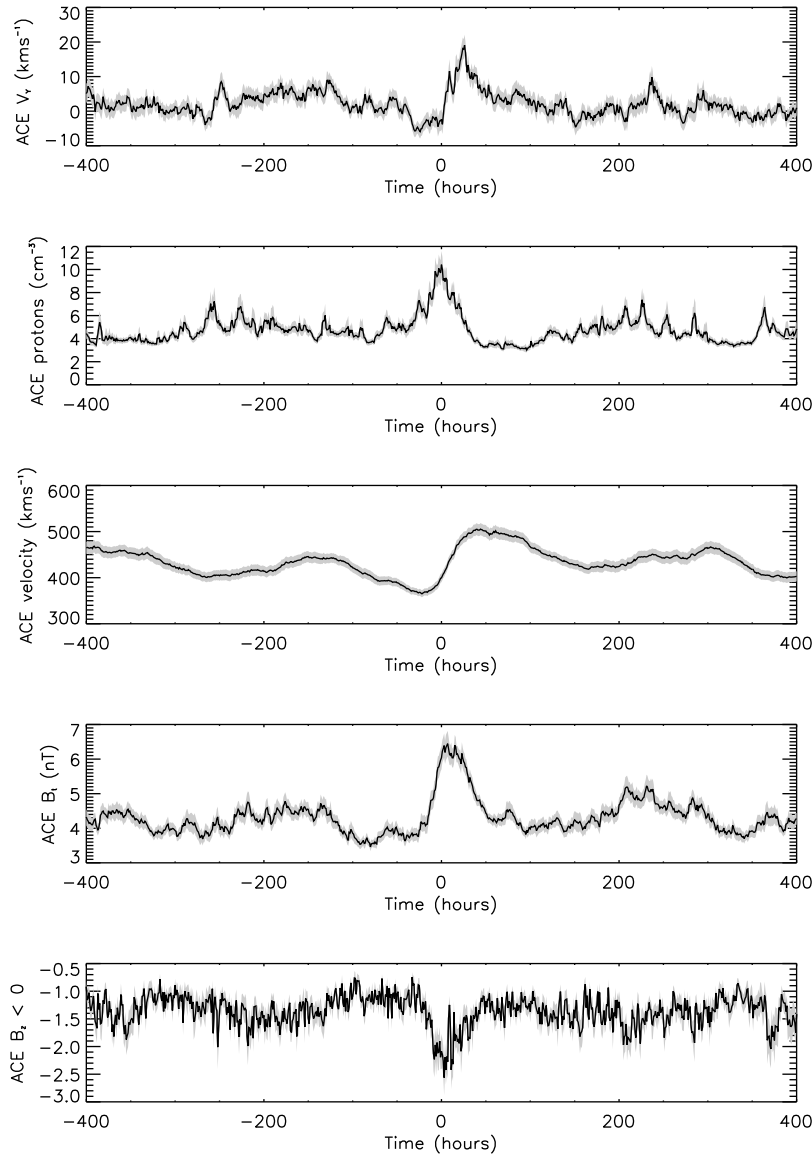 ACE Vᵧ (kms⁻¹)
30
20
10
0
−10
−400 −200 0 200 400
Time (hours)
ACE protons (cm⁻³)
12
10
8
6
4
2
0
−400 −200 0 200 400
Time (hours)
ACE velocity (kms⁻¹)
600
500
400
300
−400 −200 0 200 400
Time (hours)
ACE Bₜ (nT)
7
6
5
4
3
−400 −200 0 200 400
Time (hours)
ACE B_z < 0
−0.5
−1.0
−1.5
−2.0
−2.5
−3.0
−400 −200 0 200 400
Time (hours)